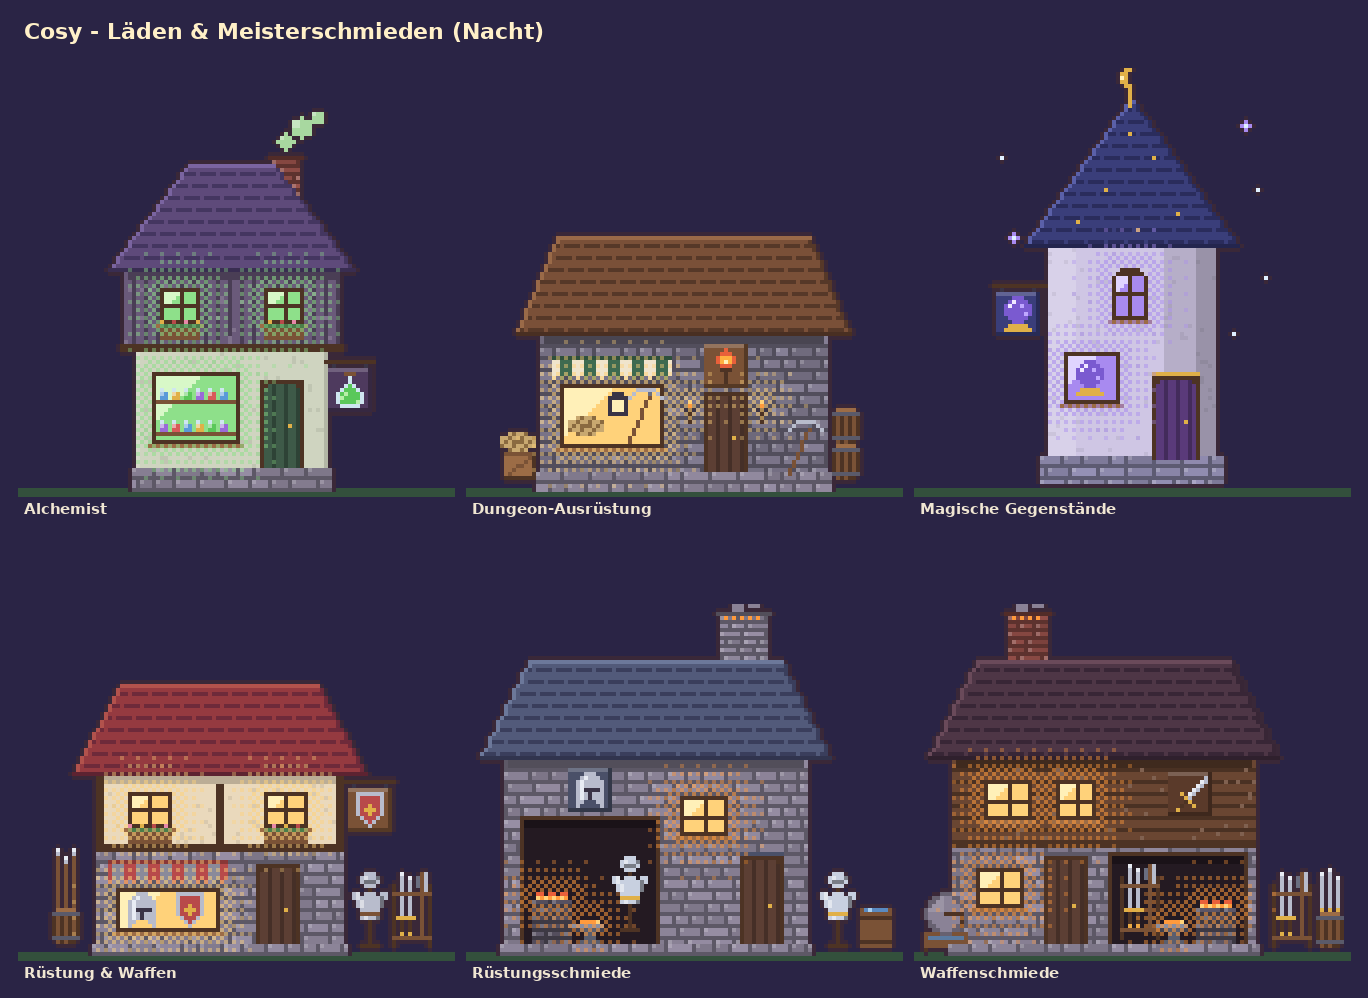 Cosy - Läden & Meisterschmieden (Nacht)
Alchemist
Dungeon-Ausrüstung
Magische Gegenstände
Rüstung & Waffen
Rüstungsschmiede
Waffenschmiede